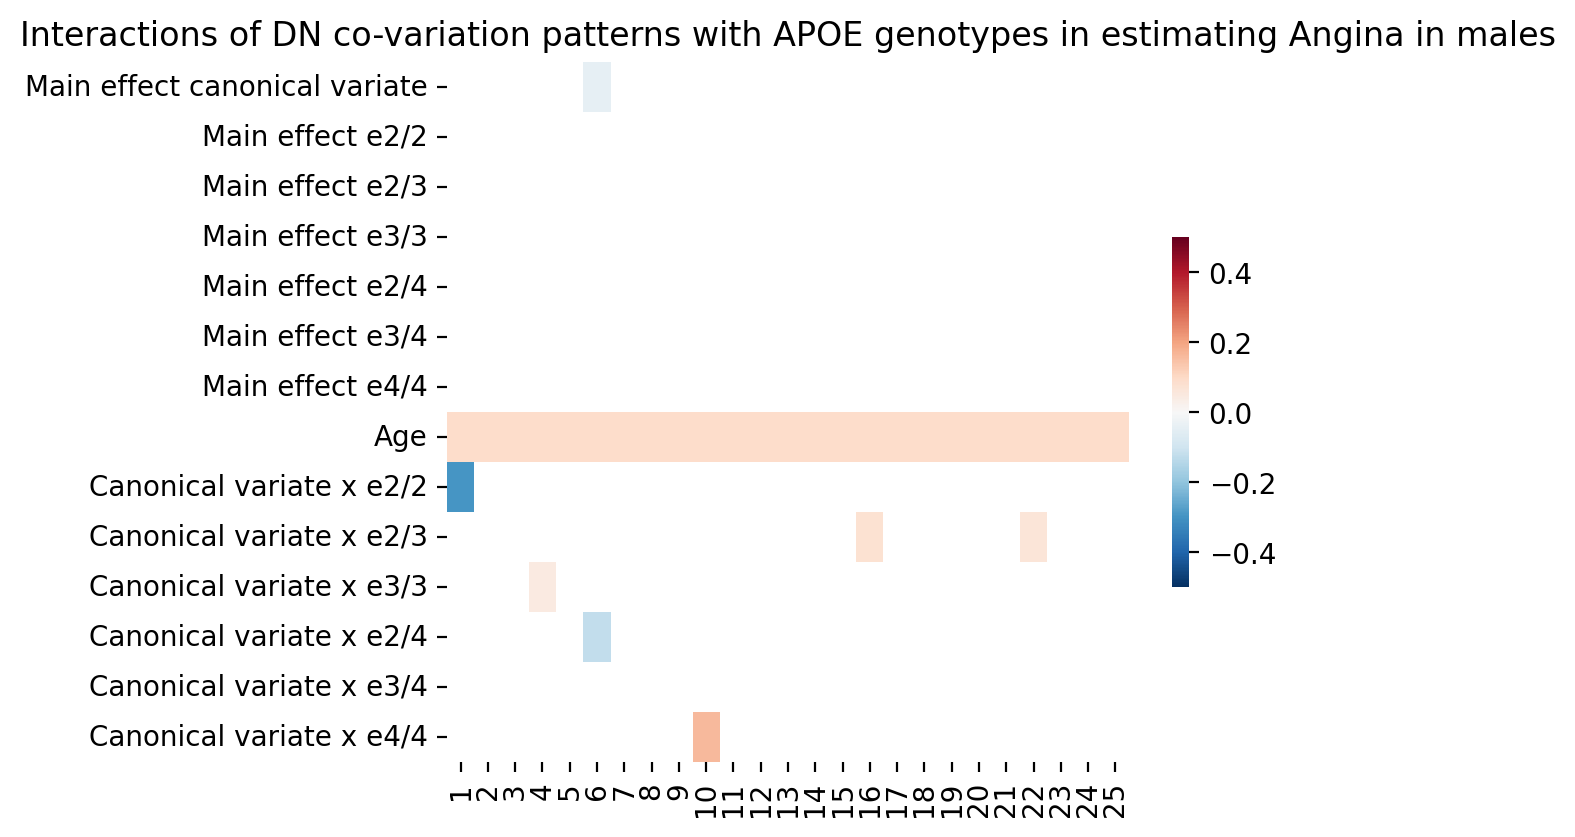 Interactions of DN co-variation patterns with APOE genotypes in estimating Angina in males
Main effect canonical variate
Main effect e2/2
Main effect e2/3
Main effect e3/3
Main effect e2/4
Main effect e3/4
Main effect e4/4
Age
Canonical variate x e2/2
Canonical variate x e2/3
Canonical variate x e3/3
Canonical variate x e2/4
Canonical variate x e3/4
Canonical variate x e4/4
1 2 3 4 5 6 7 8 9 10 11 12 13 14 15 16 17 18 19 20 21 22 23 24 25
0.4
0.2
0.0
−0.2
−0.4